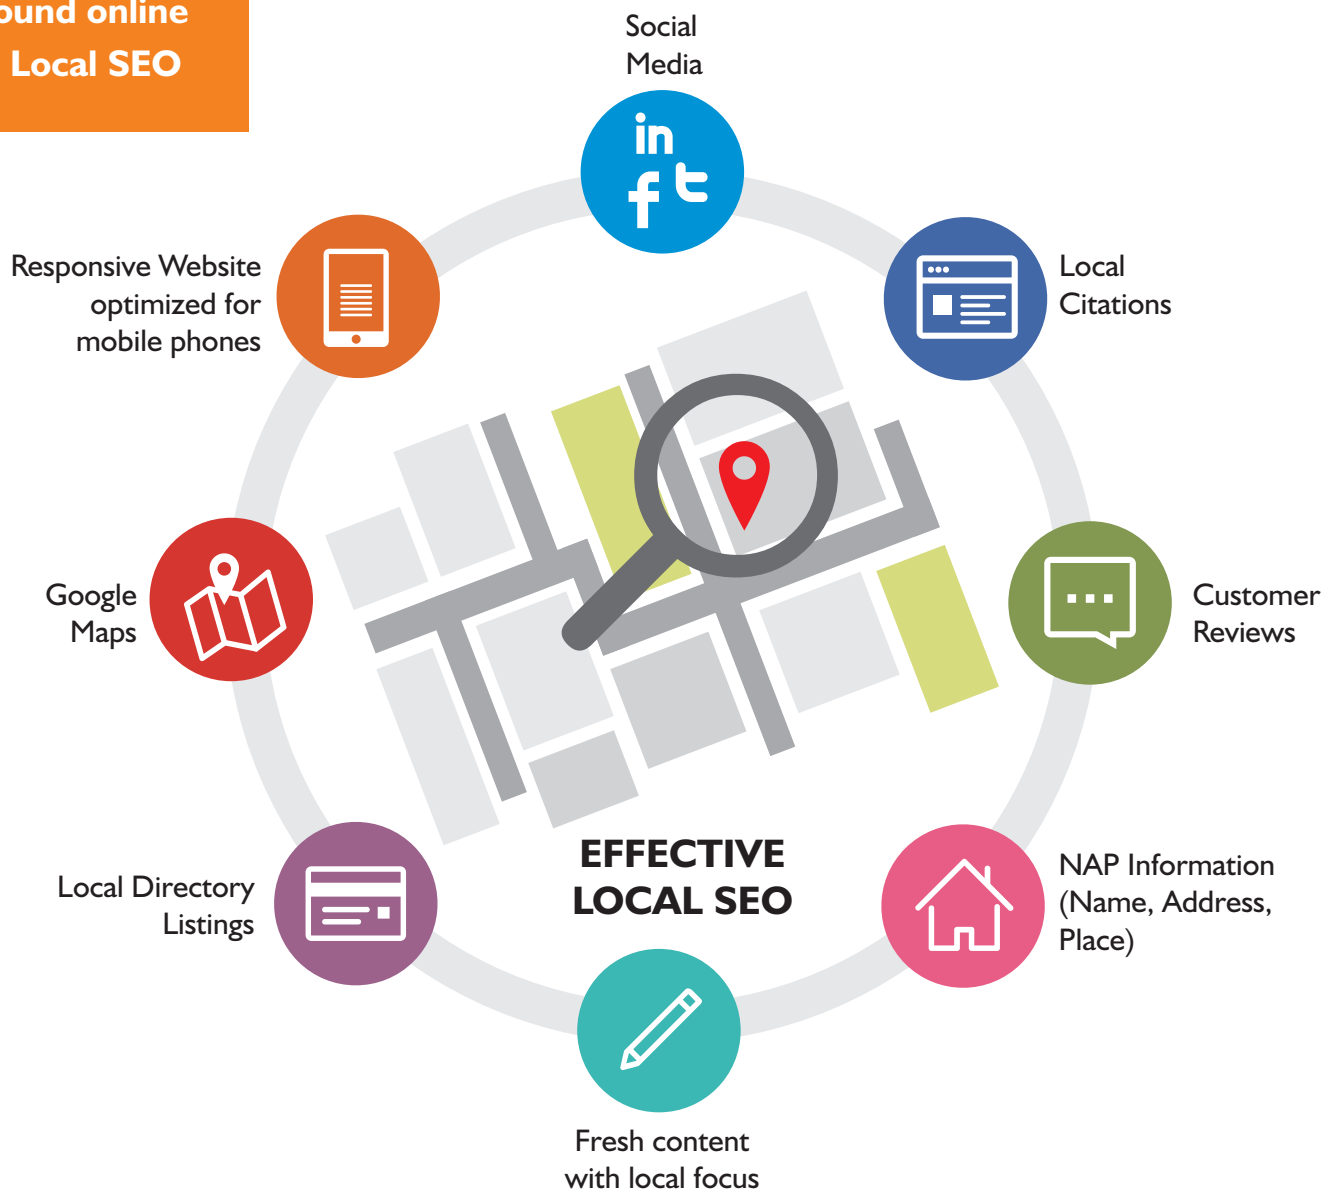 online
Local SEO
Social
Media
in
f t
Local
Citations
Customer
Reviews
NAP Information
(Name, Address,
Place)
Fresh content
with local focus
Local Directory
Listings
Google
Maps
Responsive Website
optimized for
mobile phones
EFFECTIVE
LOCAL SEO